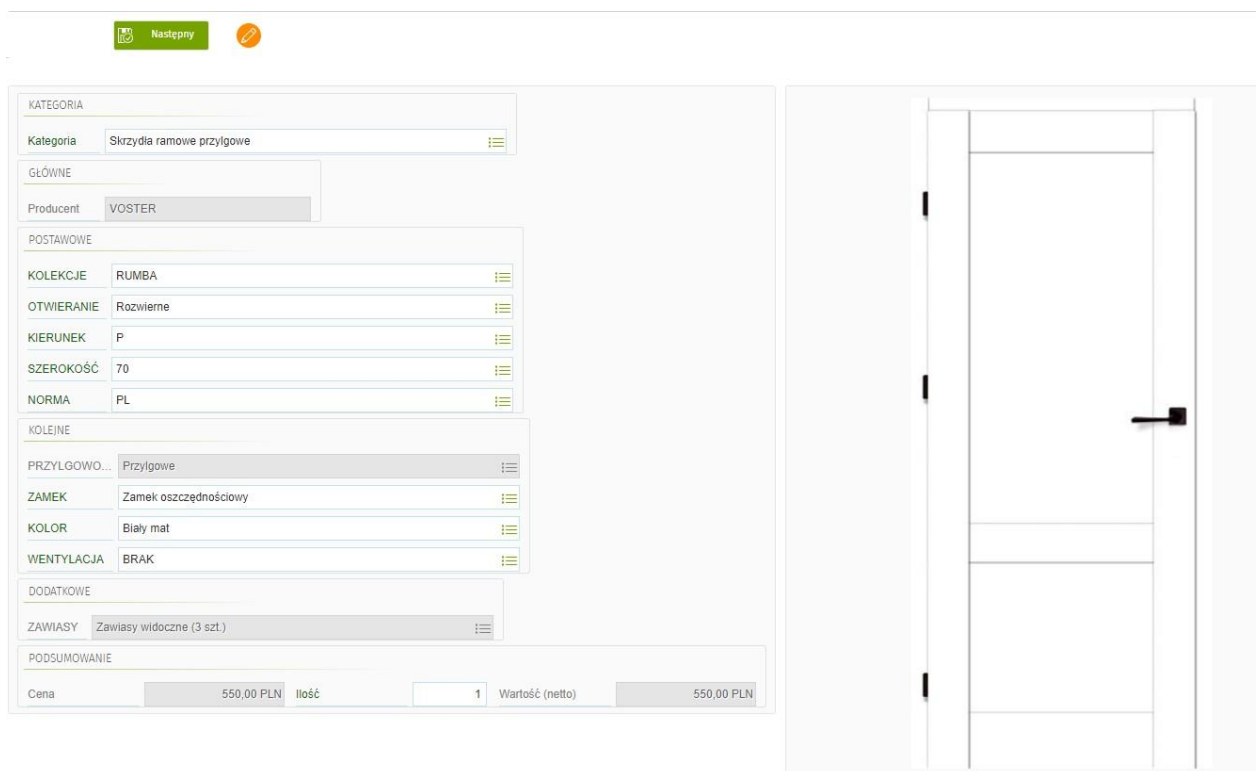 Następny
KATEGORIA
Kategoria Skrzydła ramowe przylgowe
GŁÓWNE
Producent VOSTER
POSTAWOWE
KOLEKCJE RUMBA
OTWIERANIE Rozwierne
KIERUNEK P
SZEROKOŚĆ 70
NORMA PL
KOLEJNE
PRZYLGOWO... Przylgowe
ZAMEK Zamek oszczędnościowy
KOLOR Biały mat
WENTYLACJA BRAK
DODATKOWE
ZAWIASY Zawiasy widoczne (3 szt.)
PODSUMOWANIE
Cena 550,00 PLN Ilość 1 Wartość (netto) 550,00 PLN